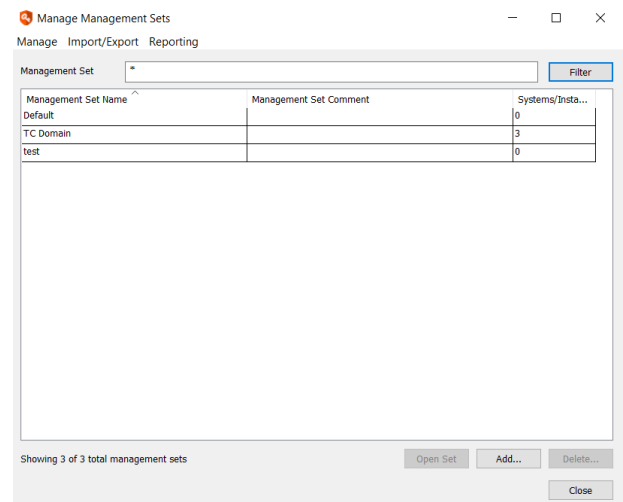 Manage Management Sets
Manage Import/Export Reporting
Management Set * Filter
Management Set Name Management Set Comment Systems/Insta...
Default 0
TC Domain 3
test 0
Showing 3 of 3 total management sets Open Set Add... Delete...
Close